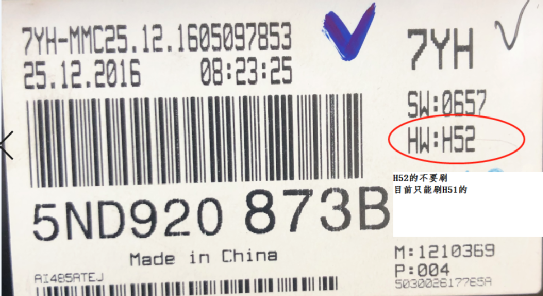 7YH-MMC25.12.1605097853
25.12.2016 08:23:25
7YH
SW:0657
HW:H52
H52的不要刷
目前只能刷H51的
5ND920 873B
Made in China
AI485ATEJ
M:1210369
P:004
503002617765A